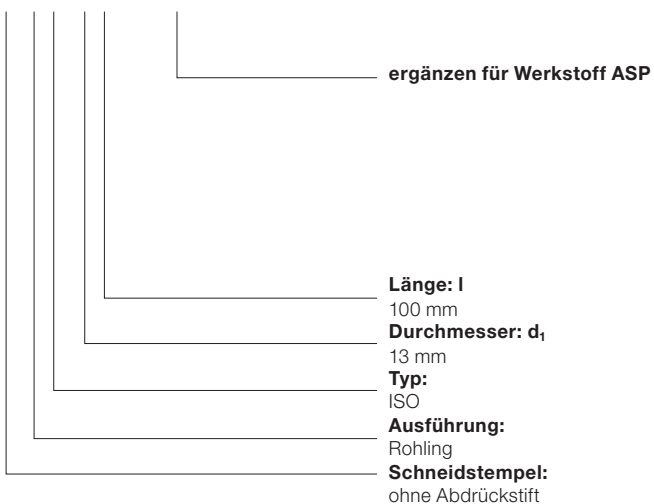 ergänzen für Werkstoff ASP
Länge: l
100 mm
Durchmesser: d₁
13 mm
Typ:
ISO
Ausführung:
Rohling
Schneidstempel:
ohne Abdrückstift